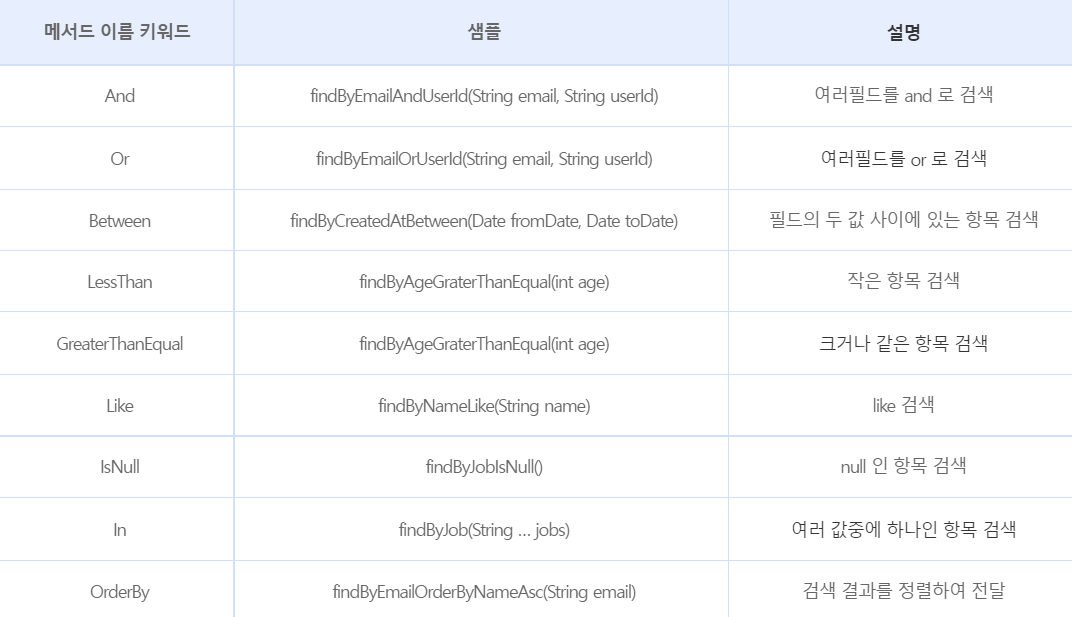 메서드 이름 키워드 샘플 설명
And findByEmailAndUserId(String email, String userId) 여러필드를 and 로 검색
Or findByEmailOrUserId(String email, String userId) 여러필드를 or 로 검색
Between findByCreatedAtBetween(Date fromDate, Date toDate) 필드의 두 값 사이에 있는 항목 검색
LessThan findByAgeGraterThanEqual(int age) 작은 항목 검색
GreaterThanEqual findByAgeGraterThanEqual(int age) 크거나 같은 항목 검색
Like findByNameLike(String name) like 검색
IsNull findByJobIsNull() null 인 항목 검색
In findByJob(String … jobs) 여러 값중에 하나인 항목 검색
OrderBy findByEmailOrderByNameAsc(String email) 검색 결과를 정렬하여 전달